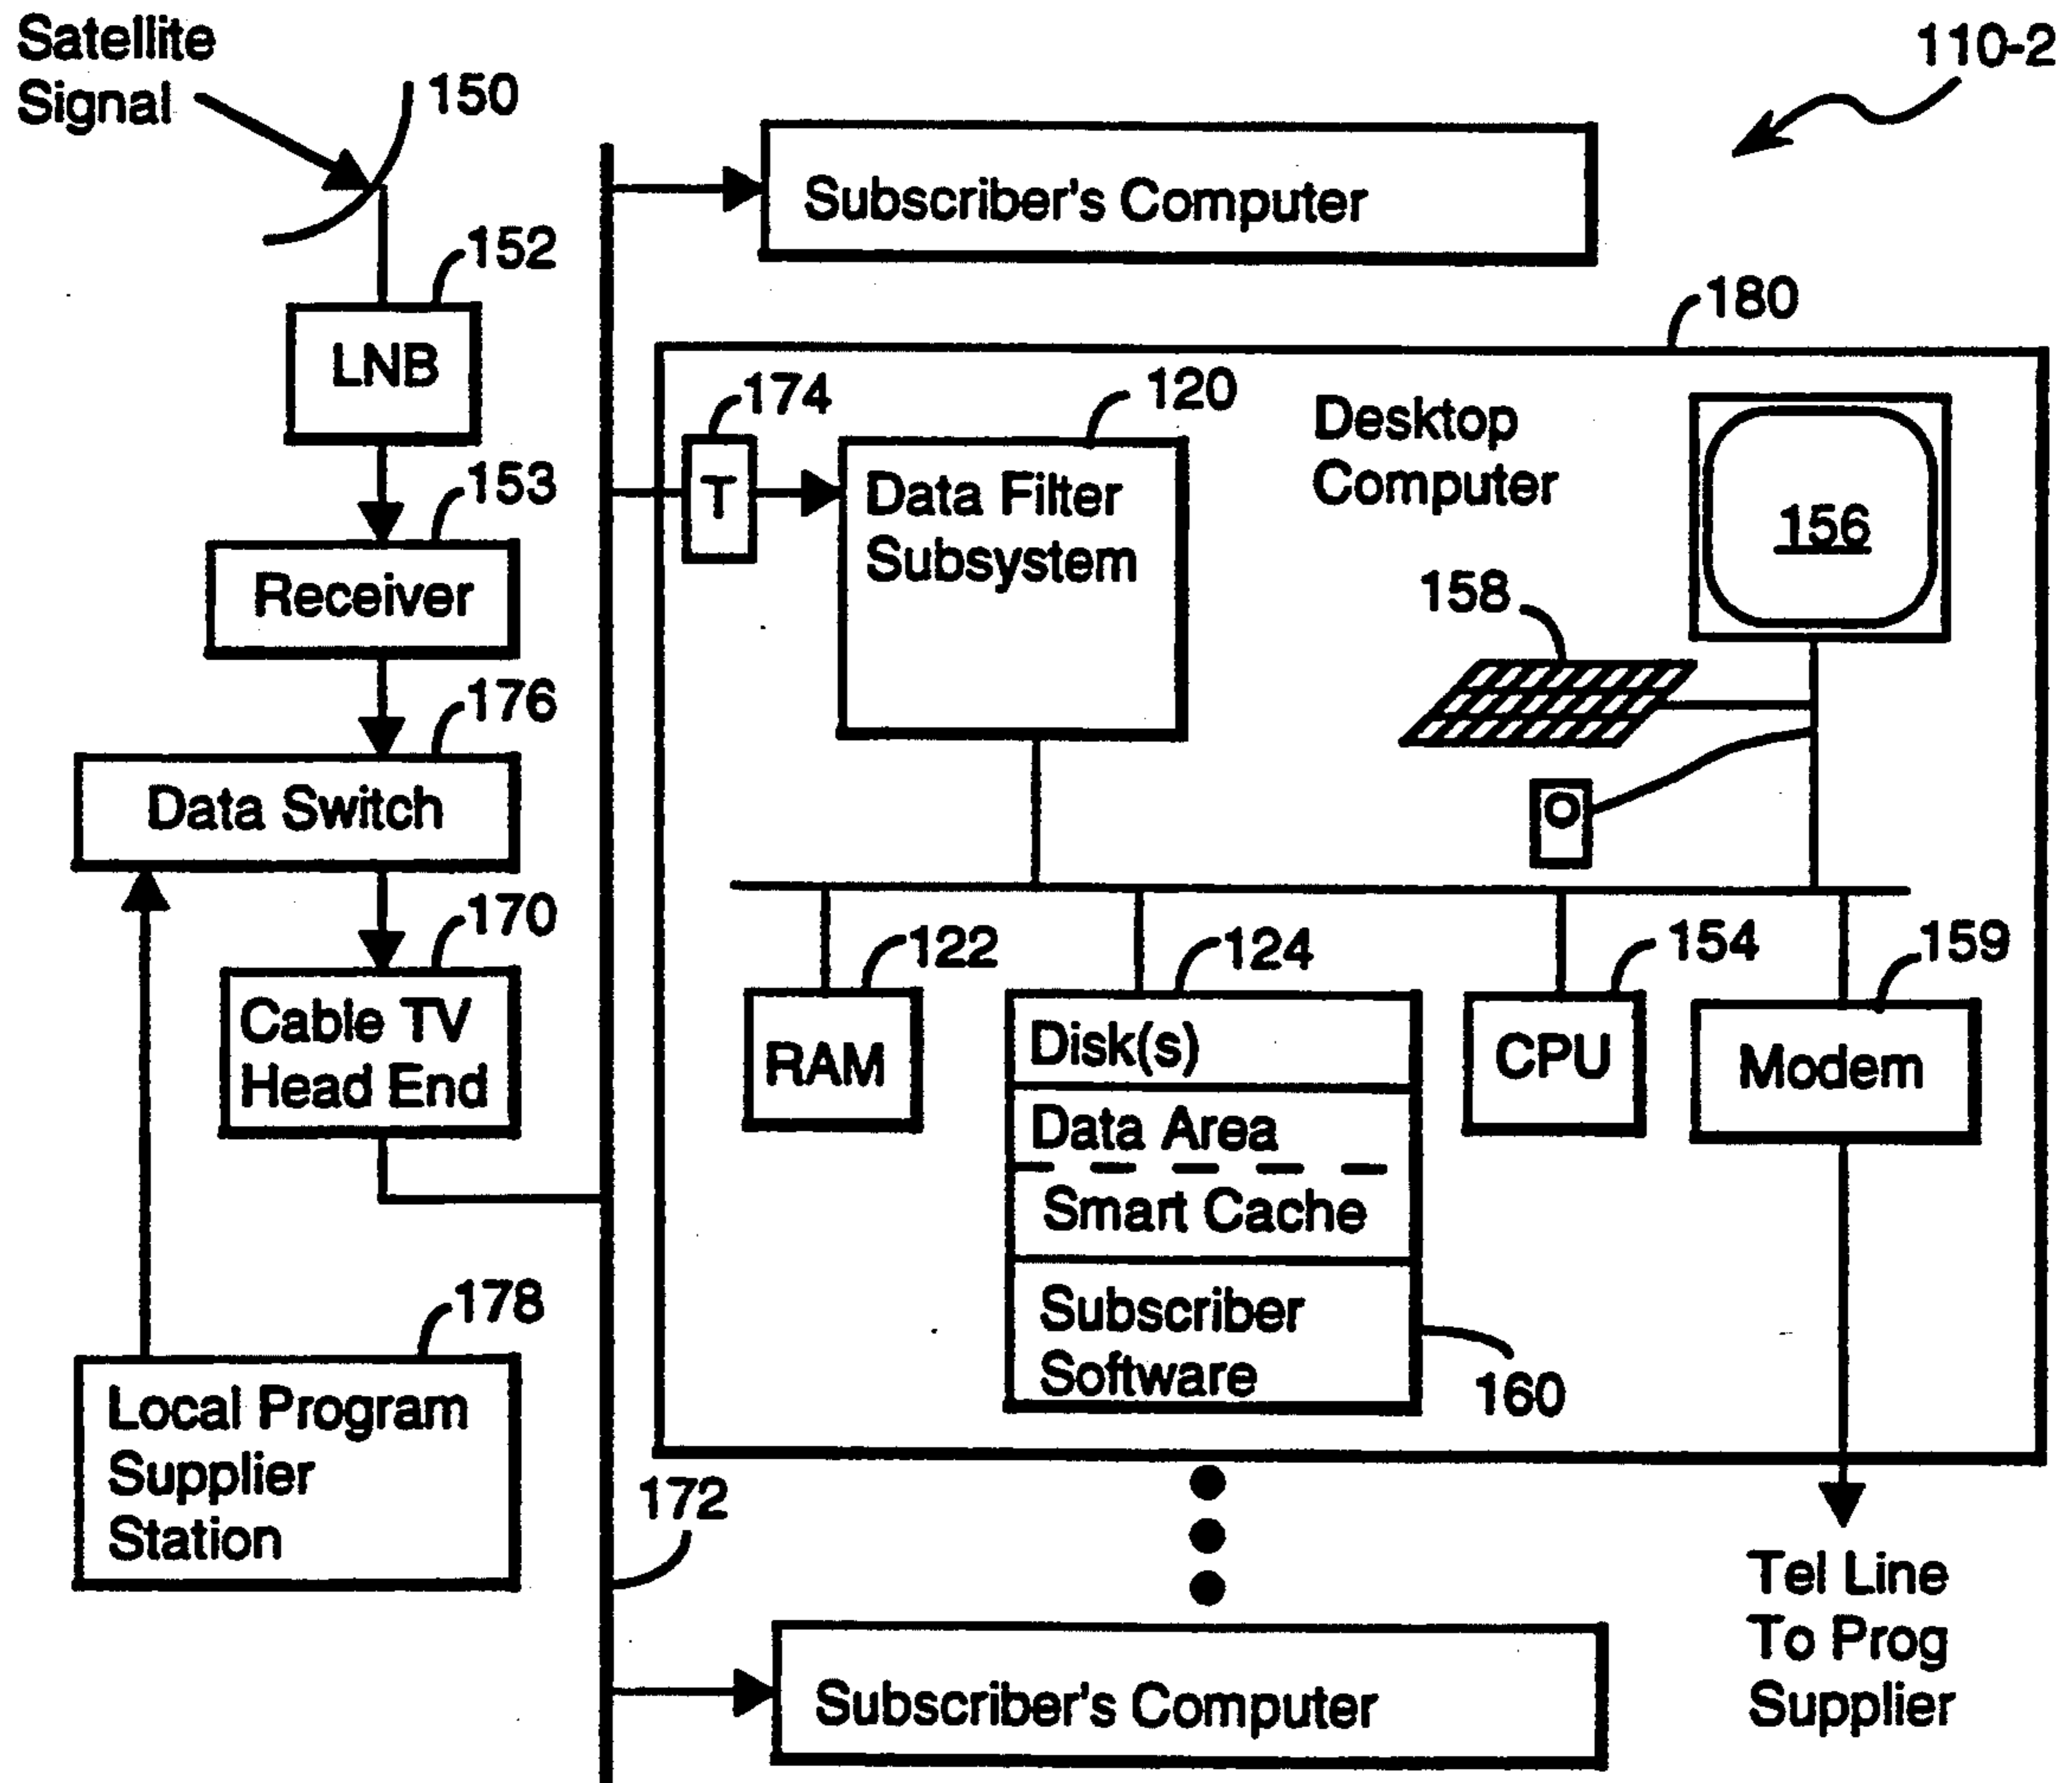 Satellite
Signal
150
110-2
Subscriber's Computer
152
LNB
180
174
120
Desktop
Computer
T
Data Filter
Subsystem
156
153
Receiver
158
176
Data Switch
170
Cable TV
Head End
122
124
154
159
RAM
Disk(s)
Data Area
Smart Cache
Subscriber
Software
CPU
Modem
160
178
Local Program
Supplier
Station
172
Tel Line
To Prog
Supplier
Subscriber's Computer